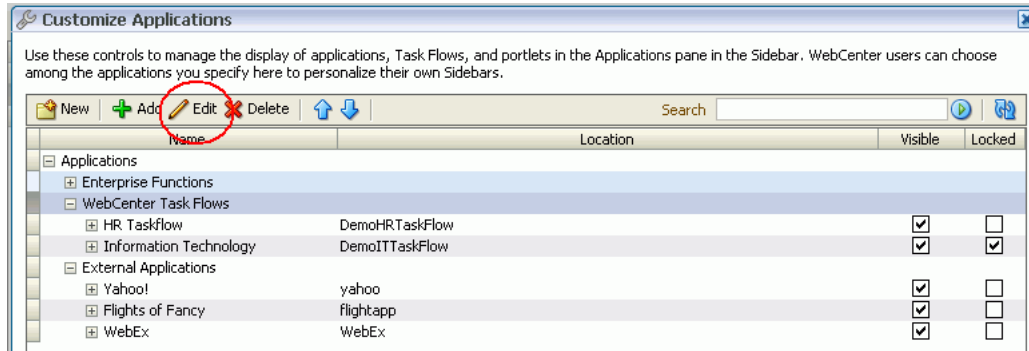 Customize Applications
Use these controls to manage the display of applications, Task Flows, and portlets in the Applications pane in the Sidebar. WebCenter users can choose
among the applications you specify here to personalize their own Sidebars.
New Add Edit Delete Search
Name Location Visible Locked
Applications
Enterprise Functions
WebCenter Task Flows
HR Taskflow DemoHRTaskFlow
Information Technology DemoITTaskFlow
External Applications
Yahoo! yahoo
Flights of Fancy flightapp
WebEx WebEx